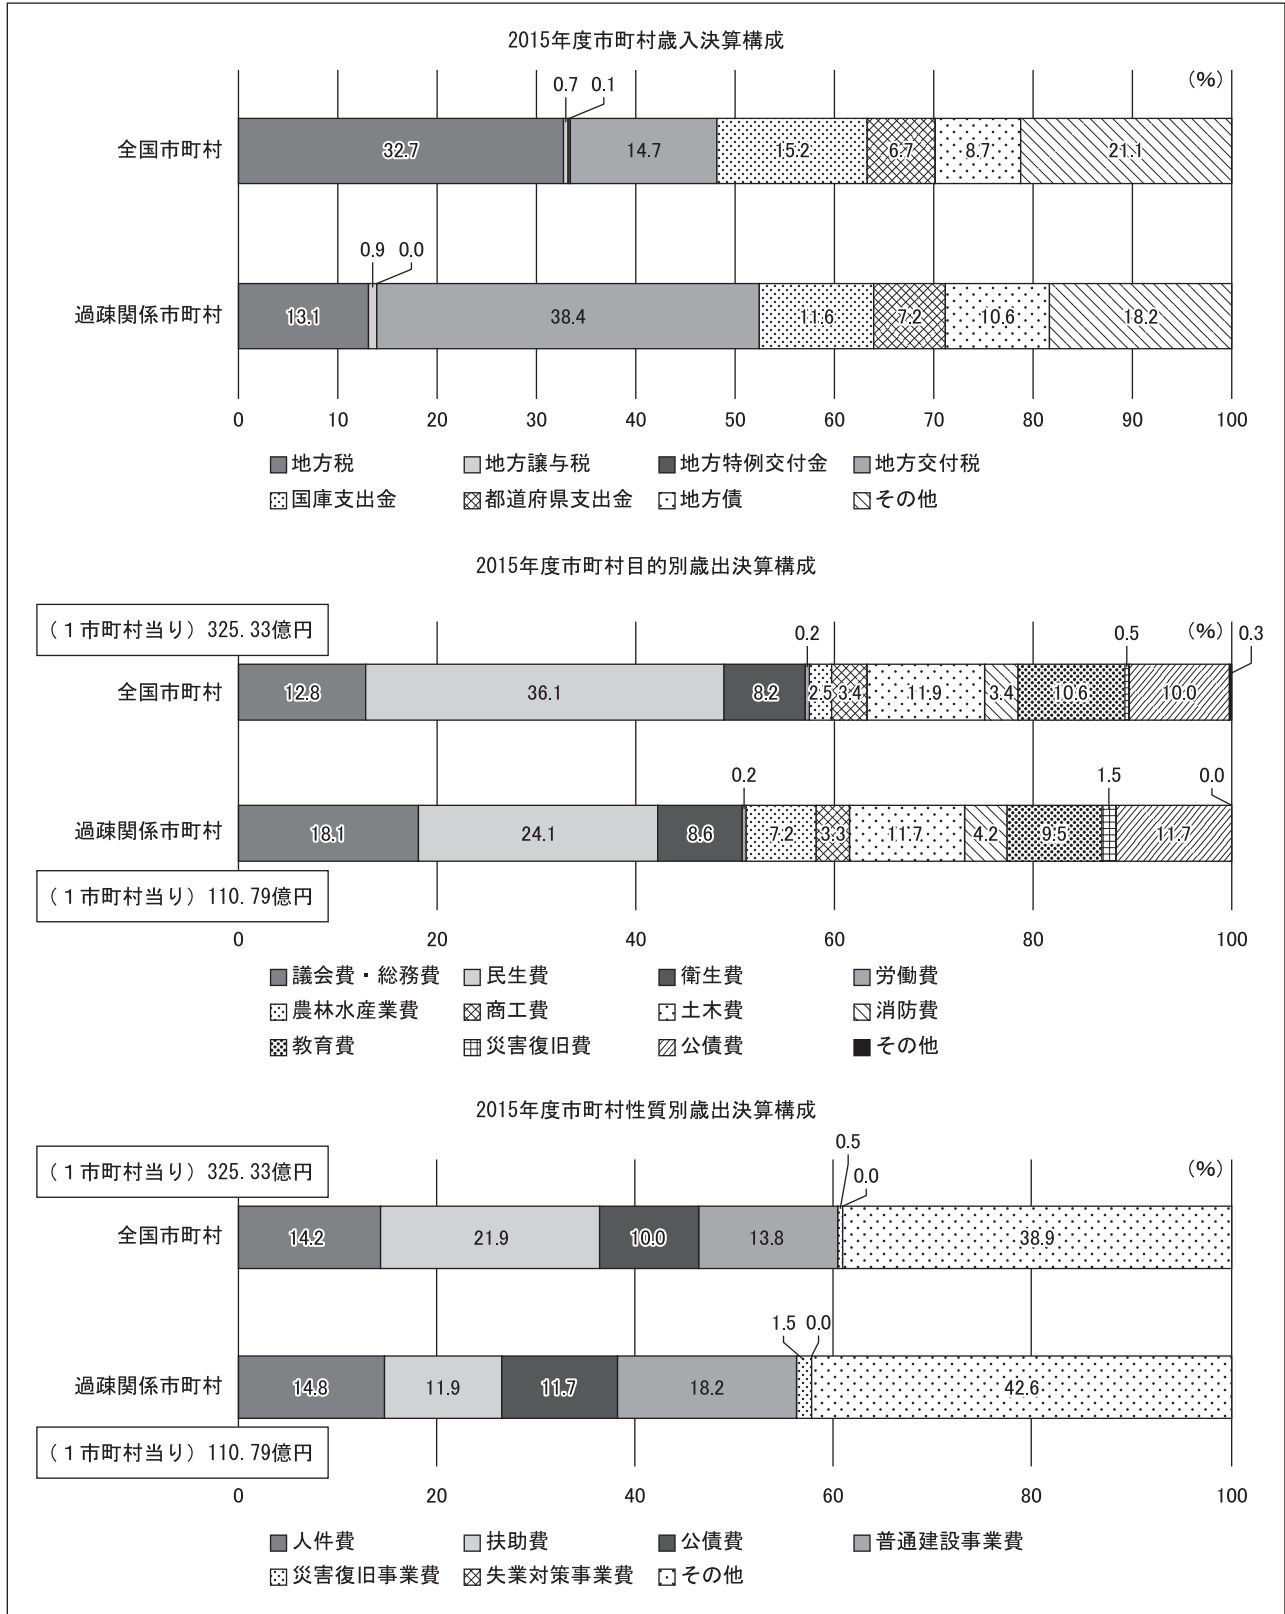 2015年度市町村歳入決算構成
0.7 0.1 (%)
全国市町村 32.7 14.7 15.2 6.7 8.7 21.1
0.9 0.0
過疎関係市町村 13.1 38.4 11.6 7.2 10.6 18.2
0 10 20 30 40 50 60 70 80 90 100
地方税 地方譲与税 地方特例交付金 地方交付税
国庫支出金 都道府県支出金 地方債 その他
2015年度市町村目的別歳出決算構成
(1市町村当り)325.33億円 0.2 0.5 (%) 0.3
全国市町村 12.8 36.1 8.2 2.5 3.4 11.9 3.4 10.6 10.0
0.2 1.5 0.0
過疎関係市町村 18.1 24.1 8.6 7.2 3.3 11.7 4.2 9.5 11.7
(1市町村当り)110.79億円
0 20 40 60 80 100
議会費・総務費 民生費 衛生費 労働費
農林水産業費 商工費 土木費 消防費
教育費 災害復旧費 公債費 その他
2015年度市町村性質別歳出決算構成
(1市町村当り)325.33億円 0.5 0.0 (%)
全国市町村 14.2 21.9 10.0 13.8 38.9
1.5 0.0
過疎関係市町村 14.8 11.9 11.7 18.2 42.6
(1市町村当り)110.79億円
0 20 40 60 80 100
人件費 扶助費 公債費 普通建設事業費
災害復旧事業費 失業対策事業費 その他